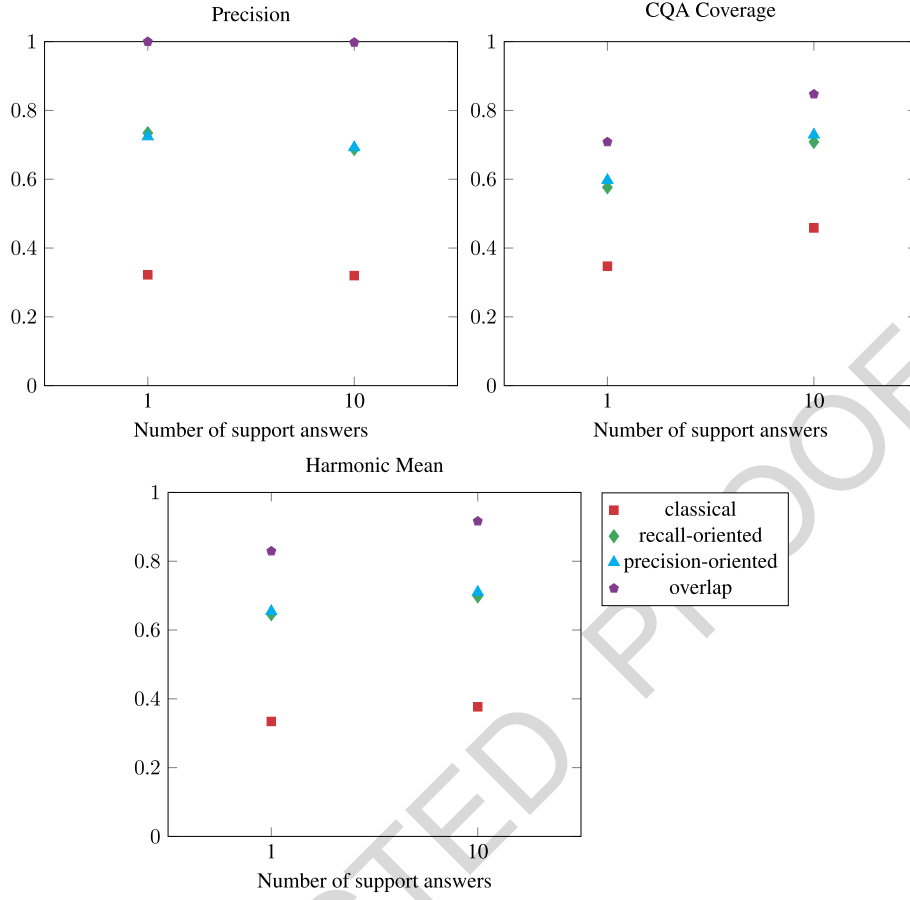 Precision
CQA Coverage
1
0.8
0.6
0.4
0.2
0
1
10
Number of support answers
1
0.8
0.6
0.4
0.2
0
1
10
Number of support answers
Harmonic Mean
1
0.8
0.6
0.4
0.2
0
1
10
Number of support answers
classical
recall-oriented
precision-oriented
overlap
STED PROOF